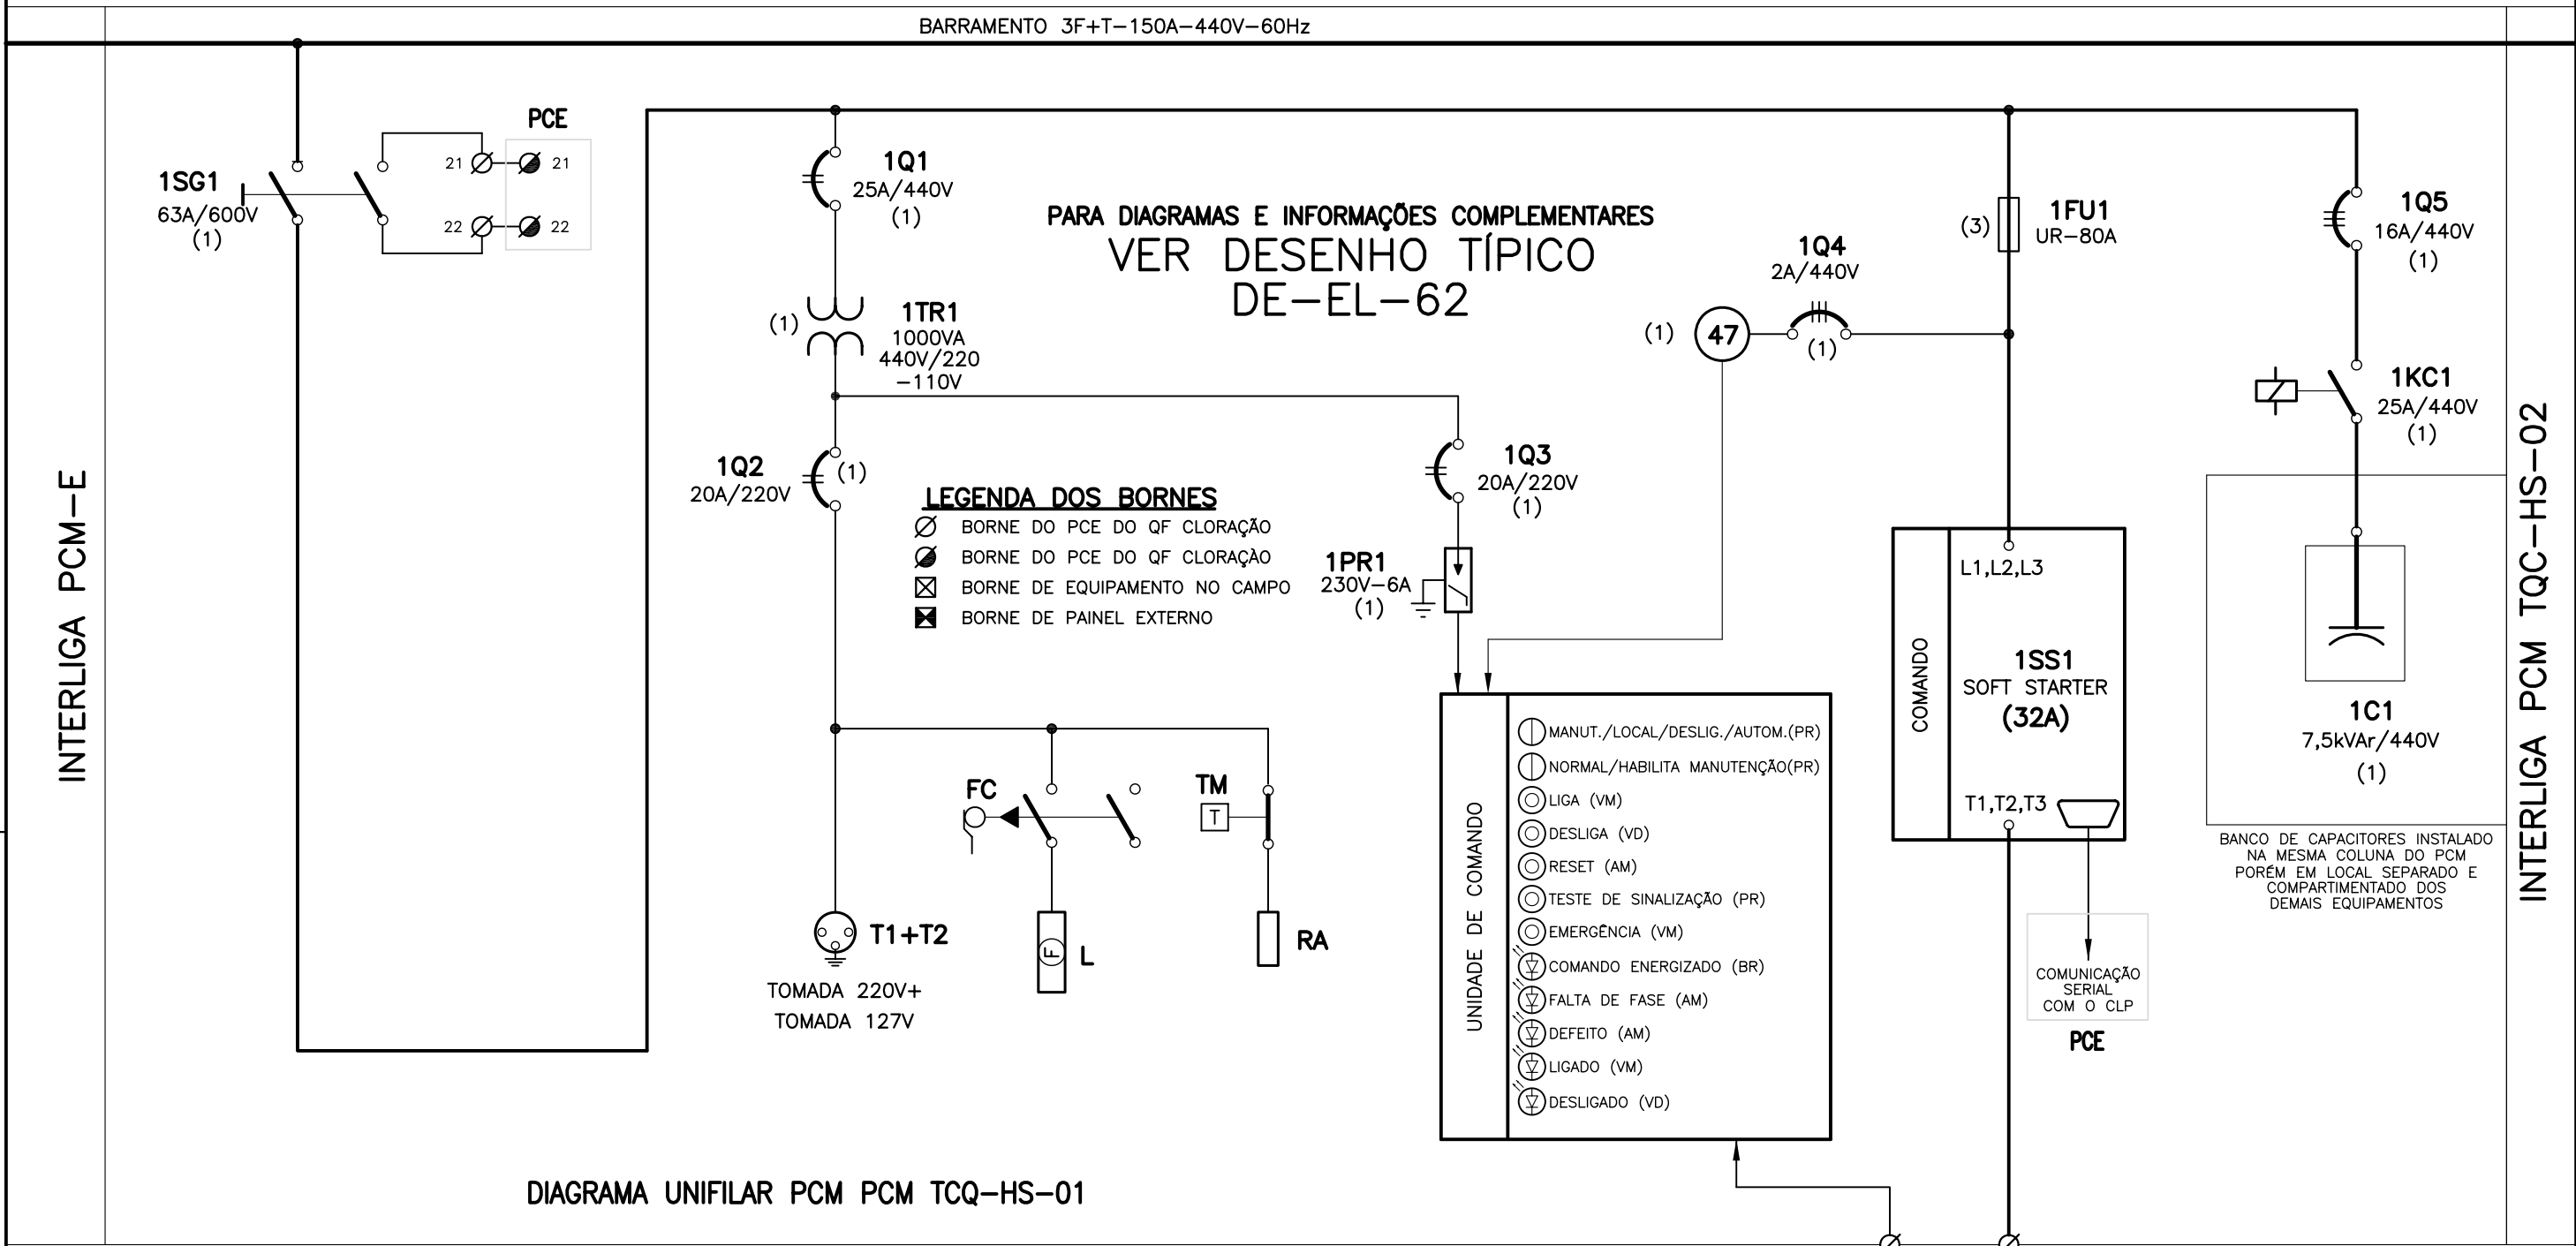 BARRAMENTO 3F+T-150A-440V-60Hz
INTERLIGA PCM-E
1SG1
63A/600V
(1)
PCE
21
21
22
22
1Q1
25A/440V
(1)
(1)
1TR1
1000VA
440V/220
-110V
PARA DIAGRAMAS E INFORMAÇÕES COMPLEMENTARES
VER DESENHO TÍPICO
DE-EL-62
1Q2
20A/220V
(1)
LEGENDA DOS BORNES
BORNE DO PCE DO QF CLORAÇÃO
BORNE DO PCE DO QF CLORAÇÀO
BORNE DE EQUIPAMENTO NO CAMPO
BORNE DE PAINEL EXTERNO
1Q3
20A/220V
(1)
1PR1
230V-6A
(1)
(1)
47
1Q4
2A/440V
(1)
(3)
1FU1
UR-80A
1Q5
16A/440V
(1)
1KC1
25A/440V
(1)
FC
TM
T
T1+T2
TOMADA 220V+
TOMADA 127V
F
L
RA
UNIDADE DE COMANDO
MANUT./LOCAL/DESLIG./AUTOM.(PR)
NORMAL/HABILITA MANUTENÇÃO(PR)
LIGA (VM)
DESLIGA (VD)
RESET (AM)
TESTE DE SINALIZAÇÃO (PR)
EMERGÊNCIA (VM)
COMANDO ENERGIZADO (BR)
FALTA DE FASE (AM)
DEFEITO (AM)
LIGADO (VM)
DESLIGADO (VD)
COMANDO
L1,L2,L3
1SS1
SOFT STARTER
(32A)
T1,T2,T3
COMUNICAÇÃO
SERIAL
COM O CLP
PCE
1C1
7,5kVAr/440V
(1)
BANCO DE CAPACITORES INSTALADO
NA MESMA COLUNA DO PCM
PORÉM EM LOCAL SEPARADO E
COMPARTIMENTADO DOS
DEMAIS EQUIPAMENTOS
INTERLIGA PCM TQC-HS-02
DIAGRAMA UNIFILAR PCM PCM TCQ-HS-01